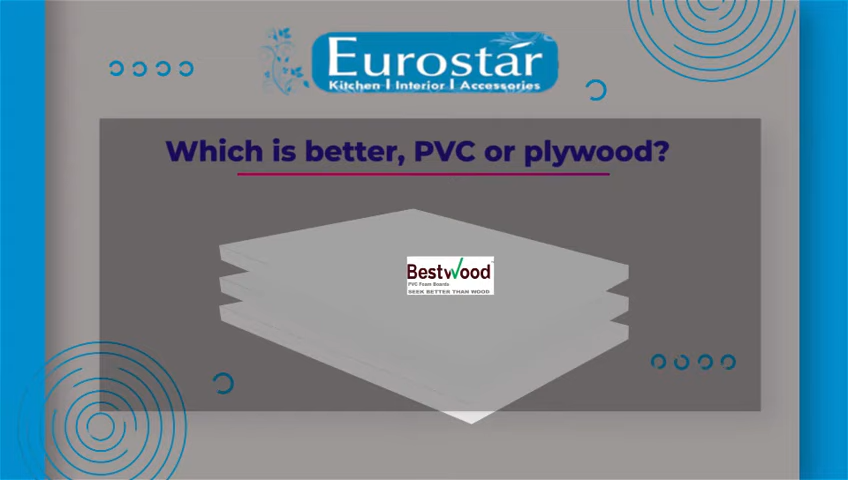 Eurostar
Kitchen | Interior | Accessories
Which is better, PVC or plywood?
Bestwood
PVC Foam Boards
SEEK BETTER THAN WOOD